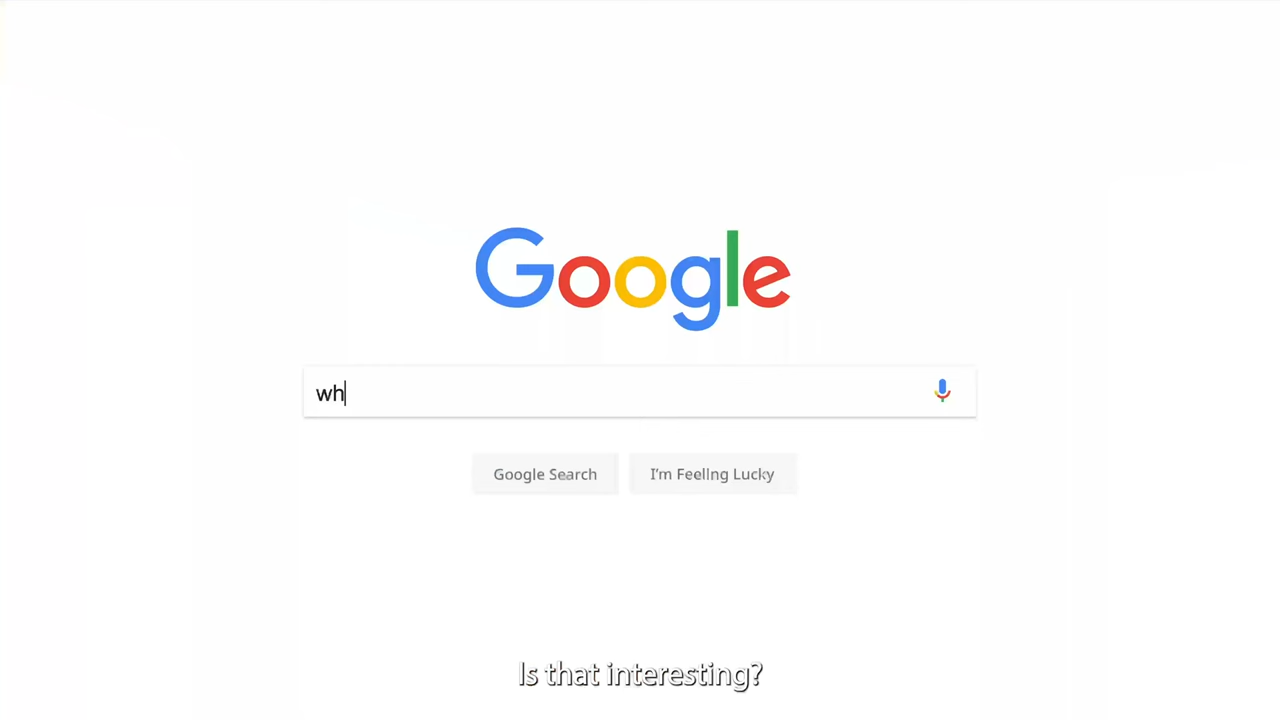 Google
wh
Google Search
I'm Feeling Lucky
Is that interesting?